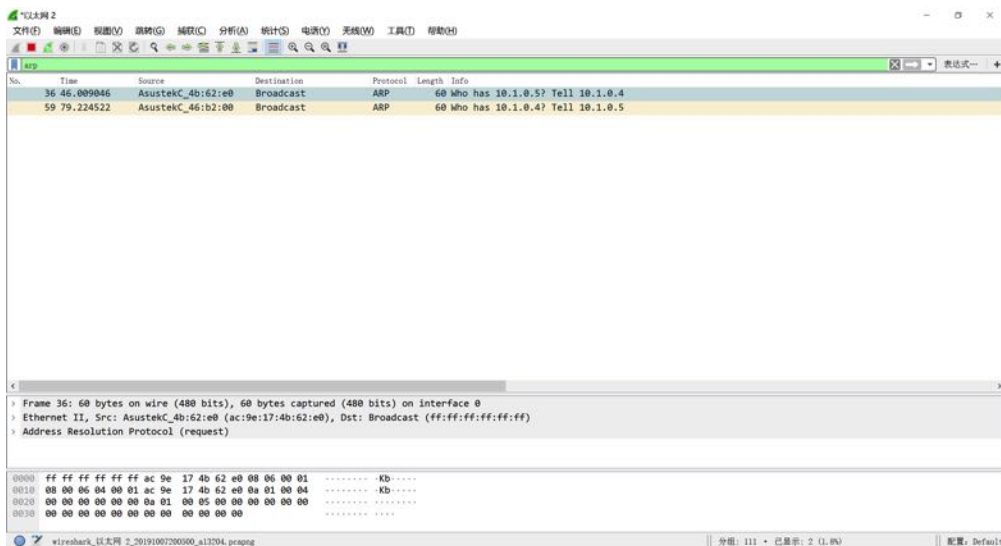 *以太网 2
文件(F) 编辑(E) 视图(V) 跳转(G) 捕获(C) 分析(A) 统计(S) 电话(Y) 无线(W) 工具(T) 帮助(H)
arp 表达式… +
No. Time Source Destination Protocol Length Info
36 46.009046 AsustekC_4b:62:e0 Broadcast ARP 60 Who has 10.1.0.5? Tell 10.1.0.4
59 79.224522 AsustekC_46:b2:00 Broadcast ARP 60 Who has 10.1.0.4? Tell 10.1.0.5
> Frame 36: 60 bytes on wire (480 bits), 60 bytes captured (480 bits) on interface 0
> Ethernet II, Src: AsustekC_4b:62:e0 (ac:9e:17:4b:62:e0), Dst: Broadcast (ff:ff:ff:ff:ff:ff)
> Address Resolution Protocol (request)
0000 ff ff ff ff ff ff ac 9e 17 4b 62 e0 08 06 00 01 ········ ·Kb·····
0010 08 00 06 04 00 01 ac 9e 17 4b 62 e0 0a 01 00 04 ········ ·Kb·····
0020 00 00 00 00 00 00 0a 01 00 05 00 00 00 00 00 00 ········ ········
0030 00 00 00 00 00 00 00 00 00 00 00 00 ········ ····
wireshark_以太网 2_20191007200500_a13204.pcapng 分组: 111 · 已显示: 2 (1.8%) 配置: Default